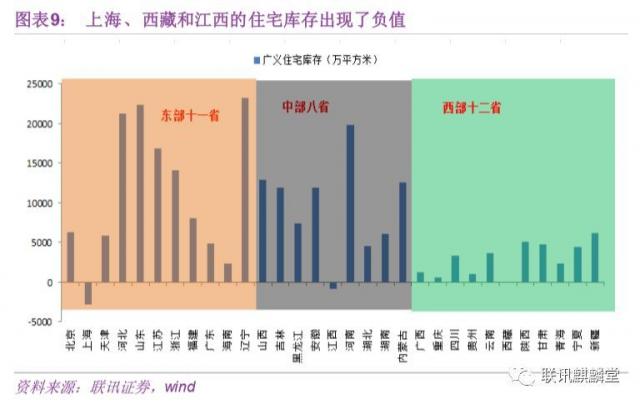 图表9： 上海、西藏和江西的住宅库存出现了负值
广义住宅库存（万平方米）
25000
20000
15000
10000
5000
0
-5000
东部十一省
中部八省
西部十二省
北京
上海
天津
河北
山东
江苏
浙江
福建
广东
海南
辽宁
山西
吉林
黑龙江
安徽
江西
河南
湖北
湖南
内蒙古
广西
重庆
四川
贵州
云南
西藏
陕西
甘肃
青海
宁夏
新疆
资料来源：联讯证券，wind
联讯麒麟堂